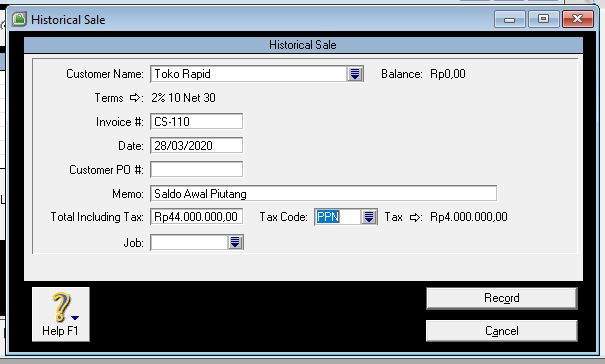 Historical Sale
Historical Sale
Customer Name: Toko Rapid Balance: Rp0,00
Terms ⇨: 2% 10 Net 30
Invoice #: CS-110
Date: 28/03/2020
Customer PO #:
Memo: Saldo Awal Piutang
Total Including Tax: Rp44.000.000,00 Tax Code: PPN Tax ⇨: Rp4.000.000,00
Job:
? Help F1
Record
Cancel